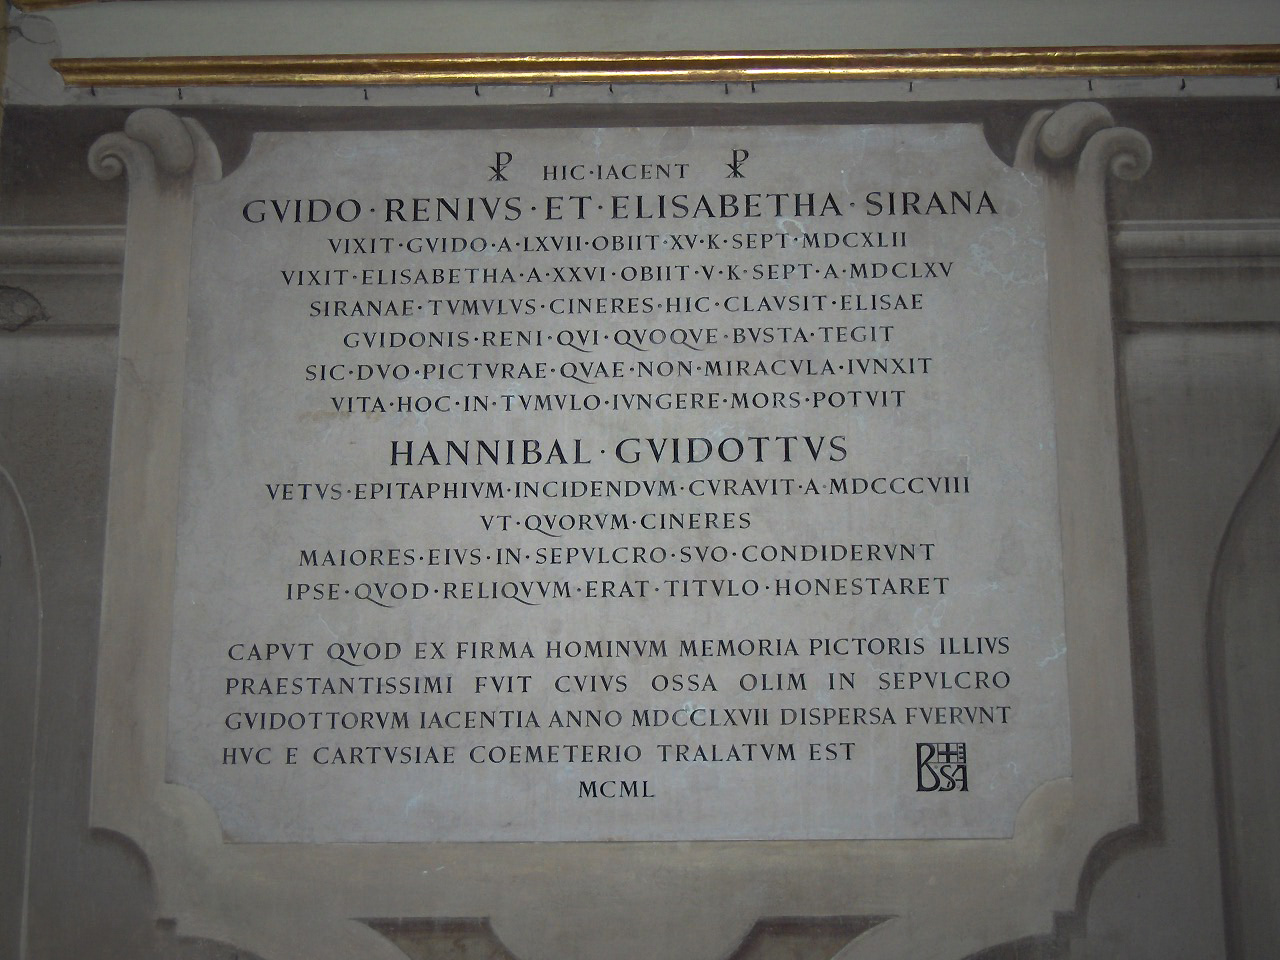 ☧ HIC·IACENT ☧
GVIDO·RENIVS·ET·ELISABETHA·SIRANA
VIXIT·GVIDO·A·LXVII·OBIIT·XV·K·SEPT·MDCXLII
VIXIT·ELISABETHA·A·XXVI·OBIIT·V·K·SEPT·A·MDCLXV
SIRANAE·TVMVLVS·CINERES·HIC·CLAVSIT·ELISAE
GVIDONIS·RENI·QVI·QVOQVE·BVSTA·TEGIT
SIC·DVO·PICTVRAE·QVAE·NON·MIRACVLA·IVNXIT
VITA·HOC·IN·TVMVLO·IVNGERE·MORS·POTVIT
HANNIBAL·GVIDOTTVS
VETVS·EPITAPHIVM·INCIDENDVM·CVRAVIT·A·MDCCCVIII
VT·QVORVM·CINERES
MAIORES·EIVS·IN·SEPVLCRO·SVO·CONDIDERVNT
IPSE·QVOD·RELIQVVM·ERAT·TITVLO·HONESTARET
CAPVT QVOD EX FIRMA HOMINVM MEMORIA PICTORIS ILLIVS
PRAESTANTISSIMI FVIT CVIVS OSSA OLIM IN SEPVLCRO
GVIDOTTORVM IACENTIA ANNO MDCCLXVII DISPERSA FVERVNT
HVC E CARTVSIAE COEMETERIO TRALATVM EST
MCML